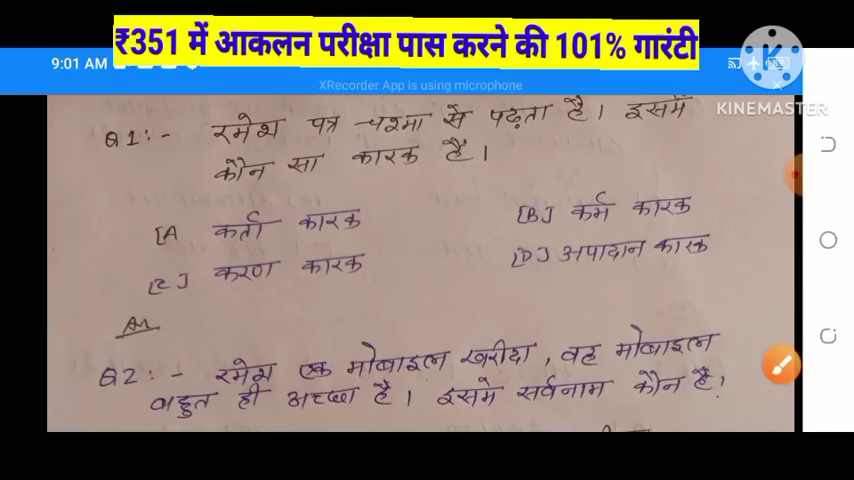 ₹351 में आकलन परीक्षा पास करने की 101% गारंटी
9:01 AM
XRecorder App is using microphone
KINEMASTER
Q1:- रमेश पत्र चश्मा से पढ़ता है। इसमें
कौन सा कारक है।
[A कर्ता कारक
[B] कर्म कारक
[C] करण कारक
[D] अपादान कारक
Ans
Q2:- रमेश एक मोबाइल खरीदा, वह मोबाइल
बहुत ही अच्छा है। इसमें सर्वनाम कौन है?